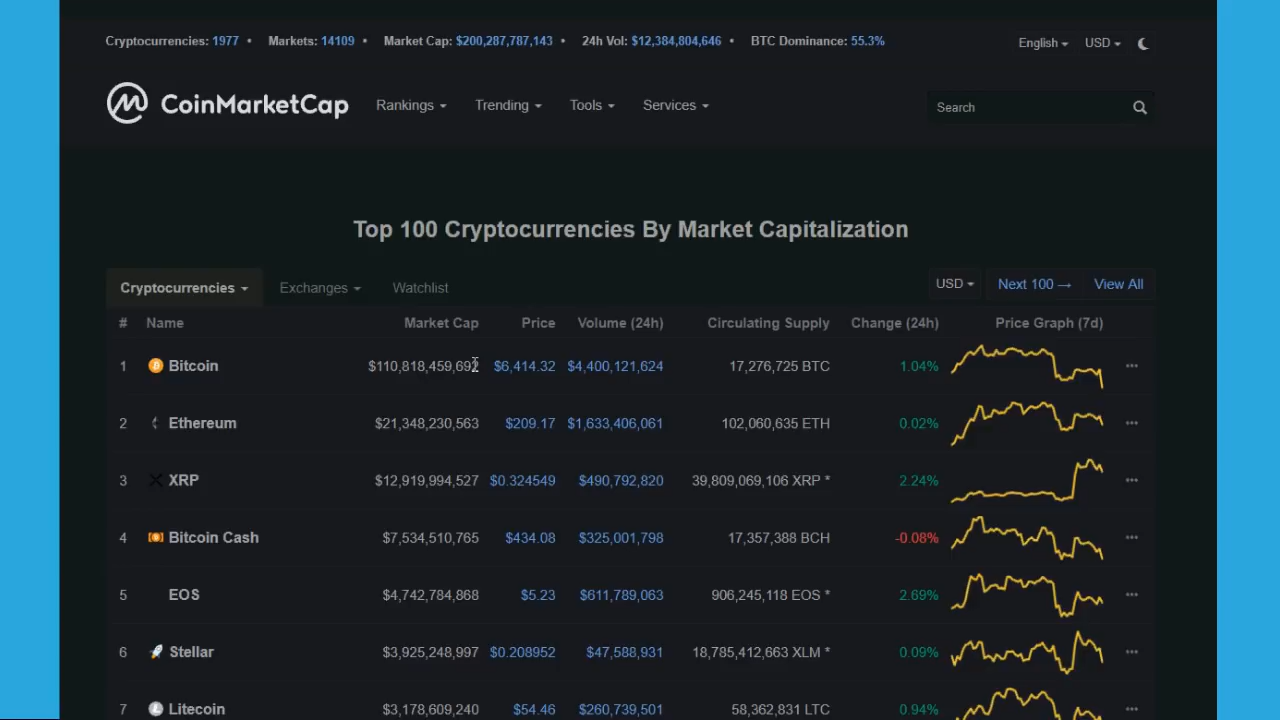 Cryptocurrencies: 1977 • Markets: 14109 • Market Cap: $200,287,787,143 • 24h Vol: $12,384,804,646 • BTC Dominance: 55.3% English USD
CoinMarketCap Rankings Trending Tools Services Search
Top 100 Cryptocurrencies By Market Capitalization
Cryptocurrencies Exchanges Watchlist USD Next 100 → View All
# Name Market Cap Price Volume (24h) Circulating Supply Change (24h) Price Graph (7d)
1 Bitcoin $110,818,459,692 $6,414.32 $4,400,121,624 17,276,725 BTC 1.04%
2 Ethereum $21,348,230,563 $209.17 $1,633,406,061 102,060,635 ETH 0.02%
3 XRP $12,919,994,527 $0.324549 $490,792,820 39,809,069,106 XRP * 2.24%
4 Bitcoin Cash $7,534,510,765 $434.08 $325,001,798 17,357,388 BCH -0.08%
5 EOS $4,742,784,868 $5.23 $611,789,063 906,245,118 EOS * 2.69%
6 Stellar $3,925,248,997 $0.208952 $47,588,931 18,785,412,663 XLM * 0.09%
7 Litecoin $3,178,609,240 $54.46 $260,739,501 58,362,831 LTC 0.94%